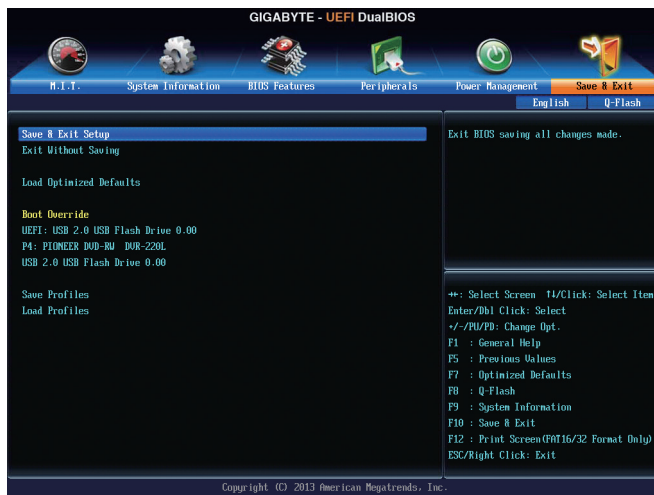 GIGABYTE - UEFI DualBIOS
M.I.T. System Information BIOS Features Peripherals Power Management Save & Exit
English Q-Flash
Save & Exit Setup
Exit Without Saving
Load Optimized Defaults
Boot Override
UEFI: USB 2.0 USB Flash Drive 0.00
P4: PIONEER DVD-RW DVR-220L
USB 2.0 USB Flash Drive 0.00
Save Profiles
Load Profiles
Exit BIOS saving all changes made.
→←: Select Screen ↑↓/Click: Select Item
Enter/Dbl Click: Select
+/-/PU/PD: Change Opt.
F1 : General Help
F5 : Previous Values
F7 : Optimized Defaults
F8 : Q-Flash
F9 : System Information
F10 : Save & Exit
F12 : Print Screen(FAT16/32 Format Only)
ESC/Right Click: Exit
Copyright (C) 2013 American Megatrends, Inc.